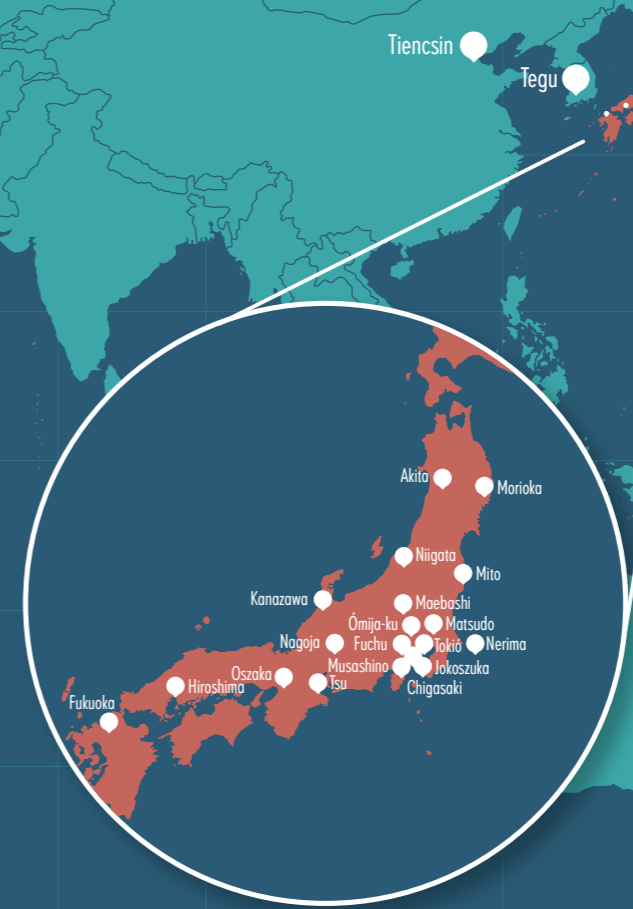 Tiencsin
Tegu
Akita
Morioka
Niigata
Mito
Kanazawa
Maebashi
Ómija-ku
Matsudo
Nagoja
Fuchu
Tokió
Nerima
Musashino
Jokoszuka
Oszaka
Tsu
Chigasaki
Hiroshima
Fukuoka